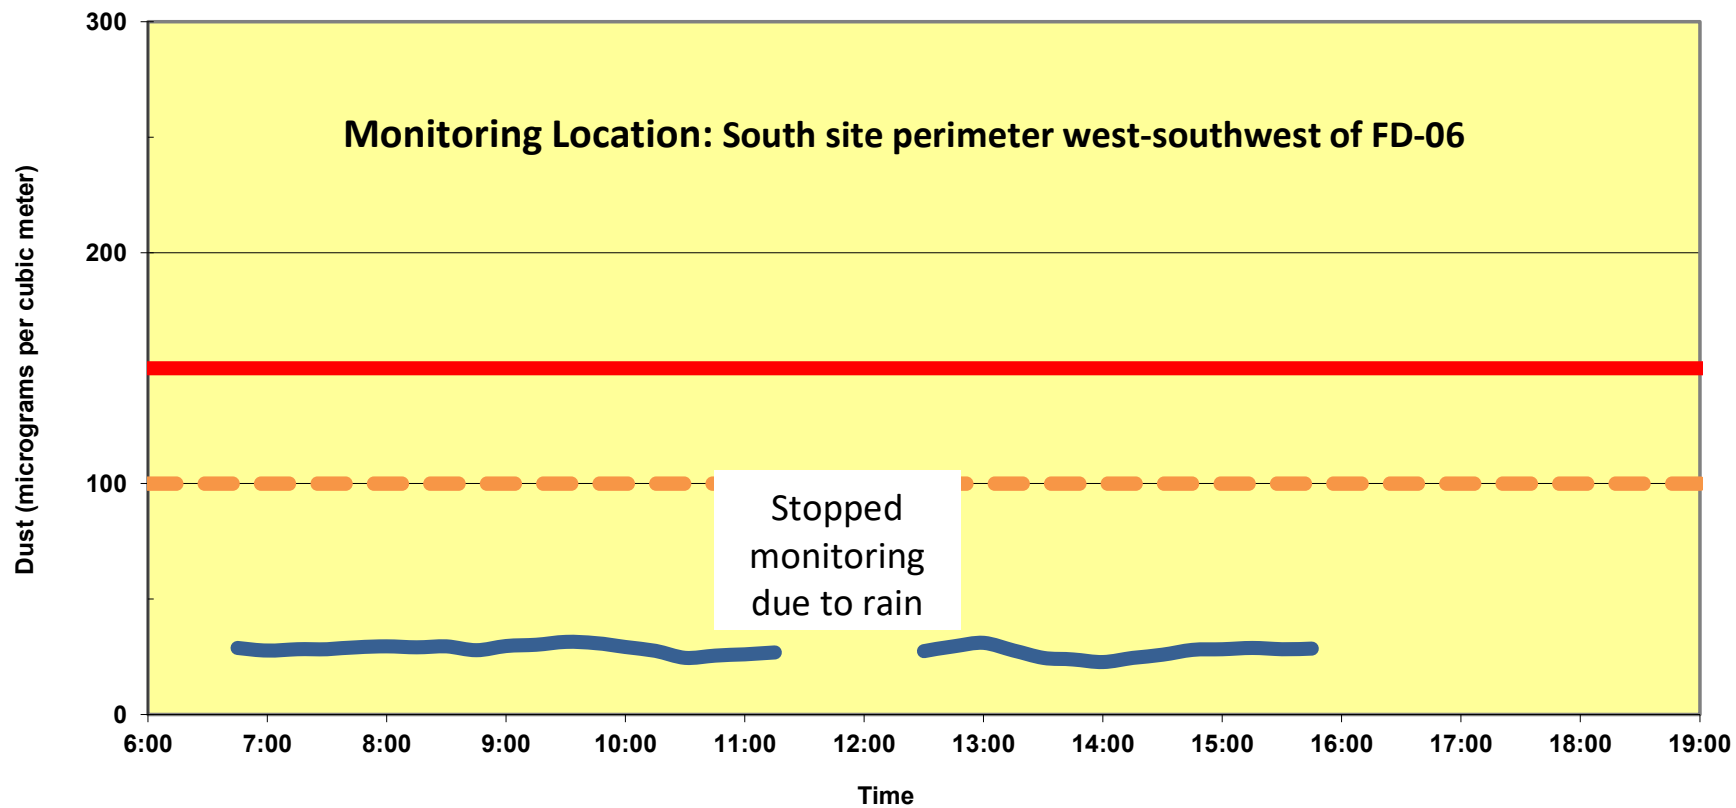 Monitoring Location: South site perimeter west-southwest of FD-06
Dust (micrograms per cubic meter)
300
200
100
0
Stopped
monitoring
due to rain
6:00 7:00 8:00 9:00 10:00 11:00 12:00 13:00 14:00 15:00 16:00 17:00 18:00 19:00
Time